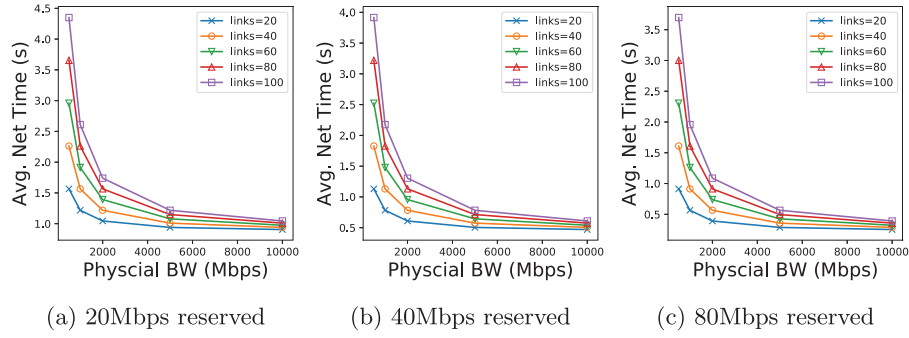 4.5
4.0
3.5
3.0
2.5
2.0
1.5
1.0
Avg. Net Time (s)
links=20
links=40
links=60
links=80
links=100
2000 4000 6000 8000 10000
Physcial BW (Mbps)
(a) 20Mbps reserved
4.0
3.5
3.0
2.5
2.0
1.5
1.0
0.5
Avg. Net Time (s)
links=20
links=40
links=60
links=80
links=100
2000 4000 6000 8000 10000
Physcial BW (Mbps)
(b) 40Mbps reserved
3.5
3.0
2.5
2.0
1.5
1.0
0.5
Avg. Net Time (s)
links=20
links=40
links=60
links=80
links=100
2000 4000 6000 8000 10000
Physcial BW (Mbps)
(c) 80Mbps reserved